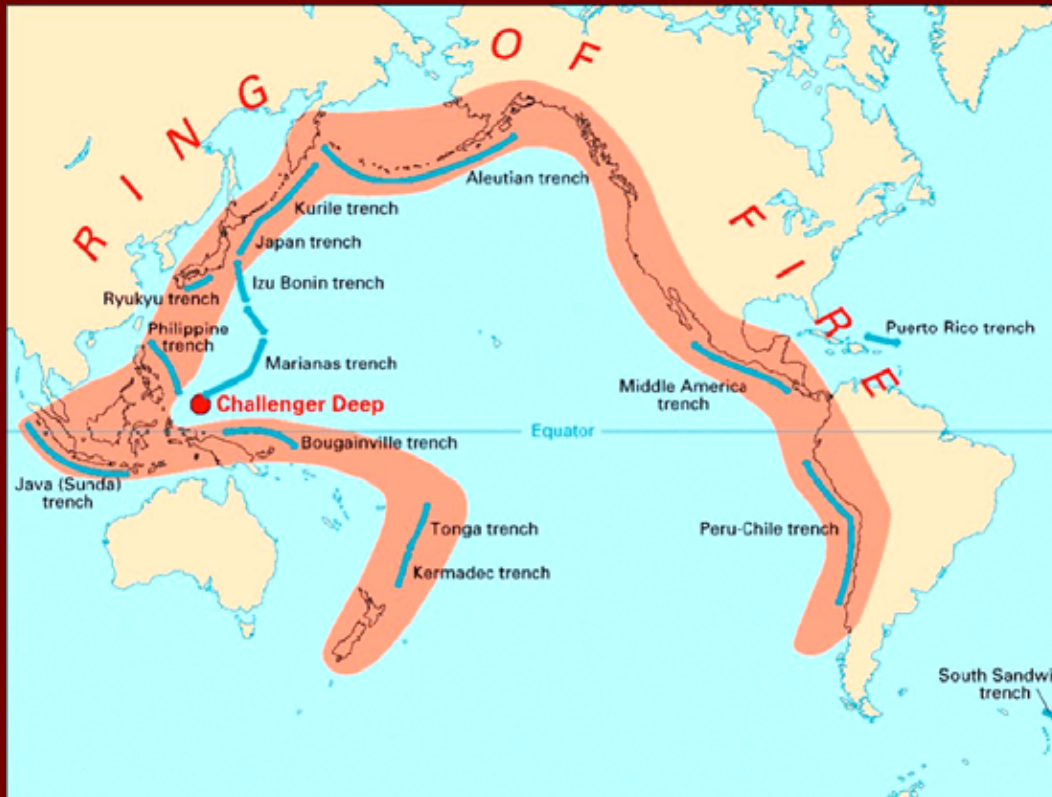 RING OF FIRE
Aleutian trench
Kurile trench
Japan trench
Izu Bonin trench
Ryukyu trench
Philippine
trench
Marianas trench
Challenger Deep
Puerto Rico trench
Middle America
trench
Equator
Bougainville trench
Java (Sunda)
trench
Tonga trench
Peru-Chile trench
Kermadec trench
South Sandwi
trench